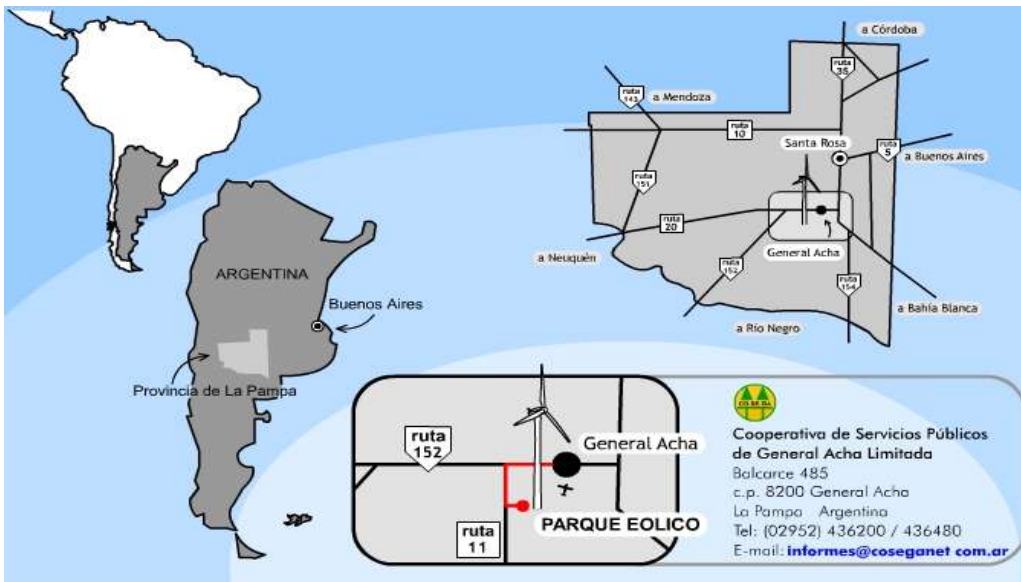 ARGENTINA
Buenos Aires
Provincia de La Pampa
a Córdoba
ruta
35
ruta
143
a Mendoza
ruta
10
Santa Rosa
ruta
5
a Buenos Aires
ruta
151
ruta
20
General Acha
a Neuquén
ruta
152
ruta
154
a Bahía Blanca
a Río Negro
ruta
152
General Acha
PARQUE EOLICO
ruta
11
CO.SE.GA.
Cooperativa de Servicios Públicos
de General Acha Limitada
Balcarce 485
c.p. 8200 General Acha
La Pampa Argentina
Tel: (02952) 436200 / 436480
E-mail: informes@coseganet com.ar